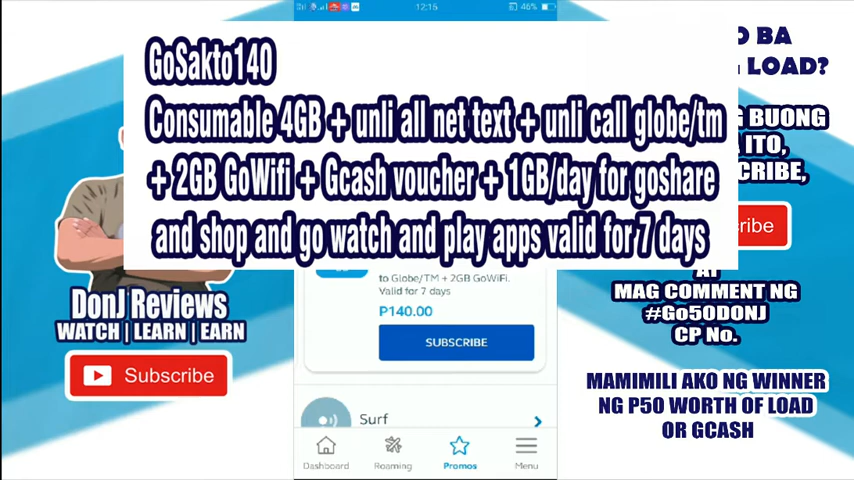 12:15
46%
GoSakto140
Consumable 4GB + unli all net text + unli call globe/tm
+ 2GB GoWifi + Gcash voucher + 1GB/day for goshare
and shop and go watch and play apps valid for 7 days
to Globe/TM + 2GB GoWiFi.
Valid for 7 days
P140.00
SUBSCRIBE
Surf
Dashboard
Roaming
Promos
Menu
DonJ Reviews
WATCH | LEARN | EARN
Subscribe
BA
LOAD?
BUONG
ITO,
MAG COMMENT NG
#Go50DONJ
CP No.
MAMIMILI AKO NG WINNER
NG P50 WORTH OF LOAD
OR GCASH